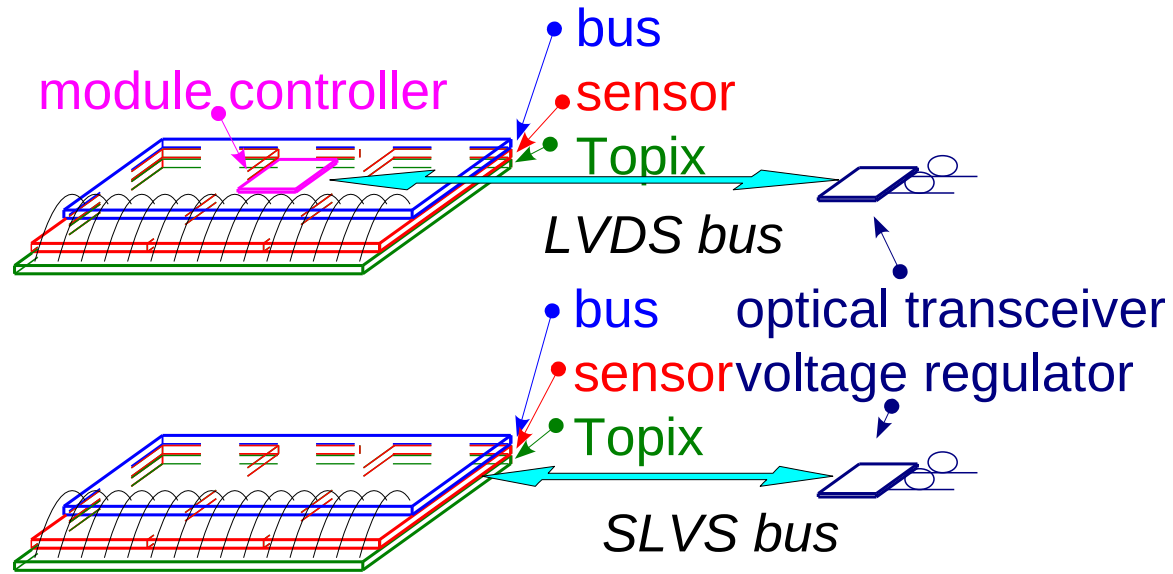 bus
module controller
sensor
Topix
LVDS bus
bus
optical transceiver
sensor
voltage regulator
Topix
SLVS bus